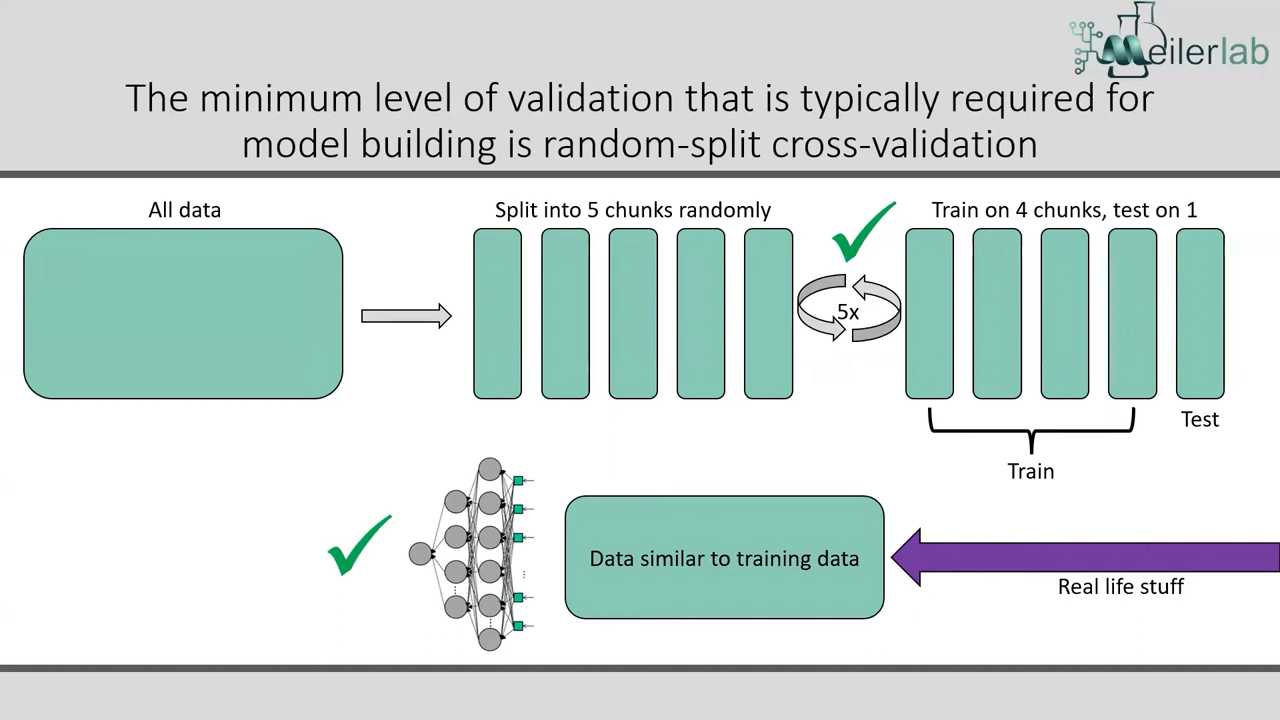 Meilerlab
The minimum level of validation that is typically required for
model building is random-split cross-validation
All data
Split into 5 chunks randomly
Train on 4 chunks, test on 1
5x
Test
Train
Data similar to training data
Real life stuff